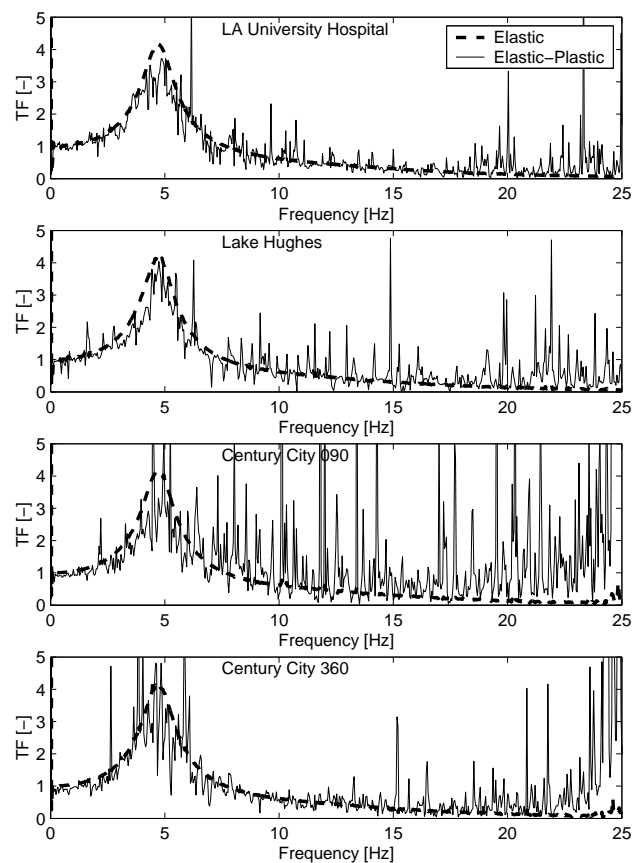 LA University Hospital
Elastic
Elastic−Plastic
TF [−]
5
4
3
2
1
0
0 5 10 15 20 25
Frequency [Hz]
Lake Hughes
TF [−]
5
4
3
2
1
0
0 5 10 15 20 25
Frequency [Hz]
Century City 090
TF [−]
5
4
3
2
1
0
0 5 10 15 20 25
Frequency [Hz]
Century City 360
TF [−]
5
4
3
2
1
0
0 5 10 15 20 25
Frequency [Hz]